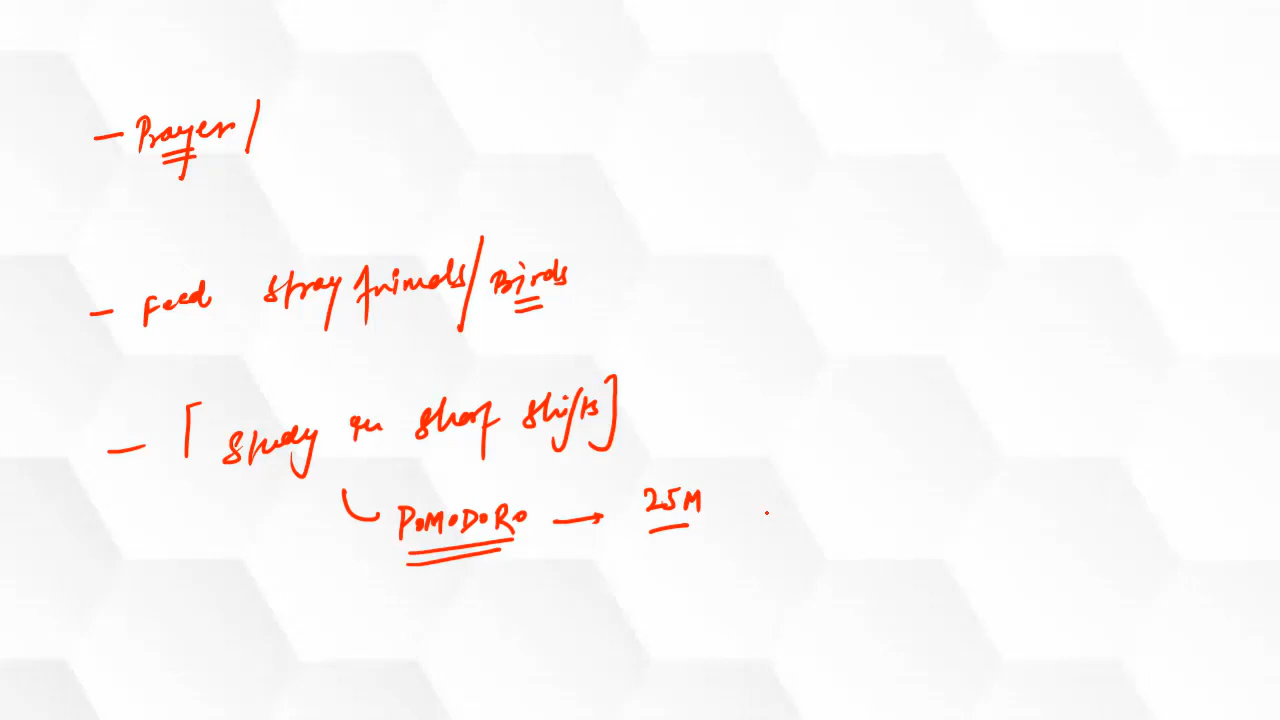 - Prayer/
- Feed stray Animals/Birds
- [Study in short shifts]
POMODORO → 25M